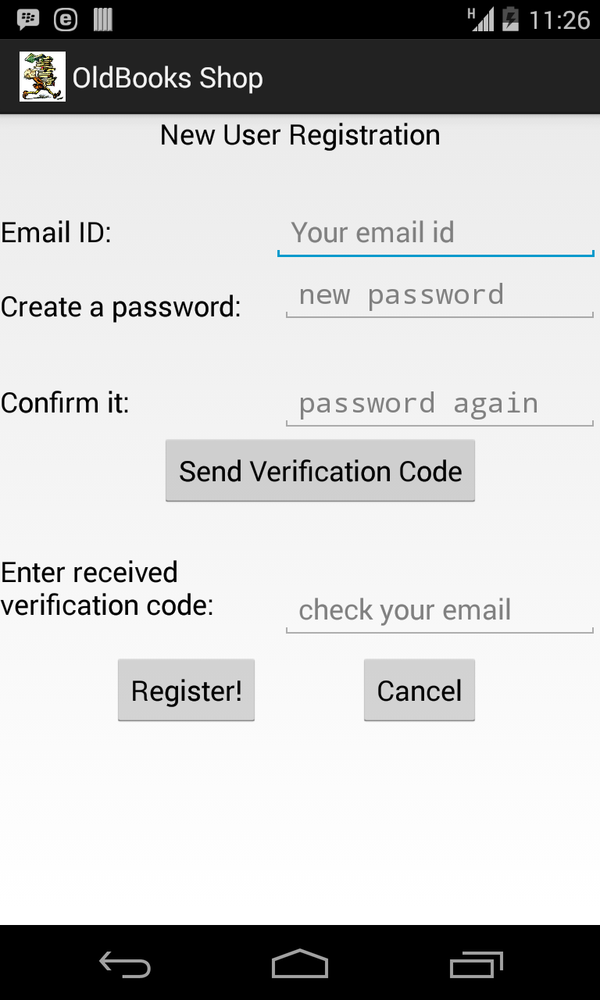 H 11:26
OldBooks Shop
New User Registration
Email ID: Your email id
Create a password: new password
Confirm it: password again
Send Verification Code
Enter received
verification code: check your email
Register! Cancel